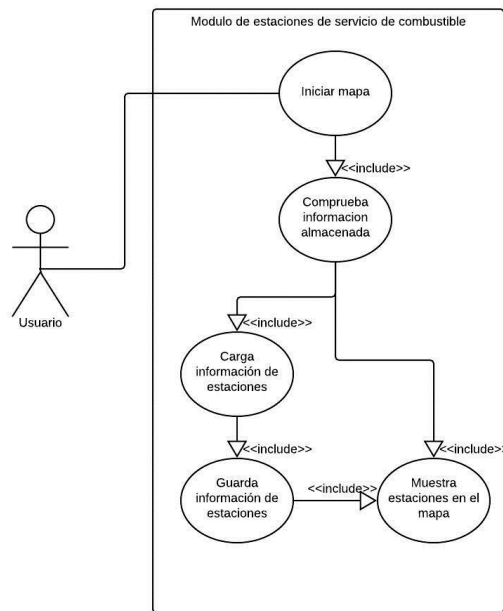 Modulo de estaciones de servicio de combustible
Iniciar mapa
<<include>>
Comprueba
informacion
almacenada
Usuario
<<include>>
Carga
información de
estaciones
<<include>>
<<include>>
Guarda
información de
estaciones
<<include>>
Muestra
estaciones en el
mapa